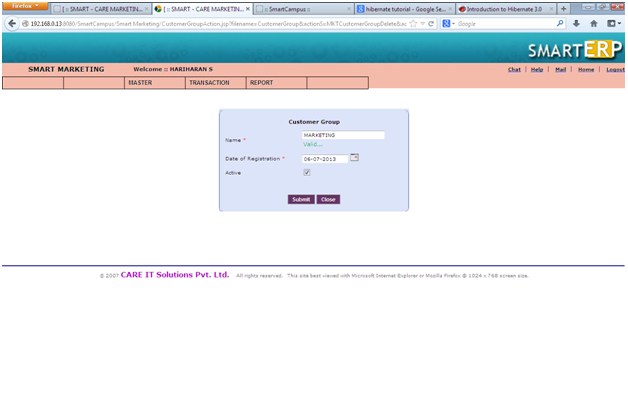 firefox
[ :: SMART - CARE MARKETIN... × [ :: SMART - CARE MARKETIN... × :: SmartCampus :: × hibernate tutorial - Google Se... × Introduction to Hibernate 3.0 × +
192.168.0.13:8080/SmartCampus/Smart Marketing/CustomerGroupAction.jsp?filename=CustomerGroup&actionS=MKTCustomerGroupDelete&ac Google
SMARTERP
SMART MARKETING Welcome :: HARIHARAN S Chat | Help | Mail | Home | Logout
MASTER TRANSACTION REPORT
Customer Group
Name * MARKETING
Valid...
Date of Registration * 06-07-2013
Active
Submit Close
© 2007 CARE IT Solutions Pvt. Ltd. All rights reserved. This site best viewed with Microsoft Internet Explorer or Mozilla Firefox @ 1024 x 768 screen size.